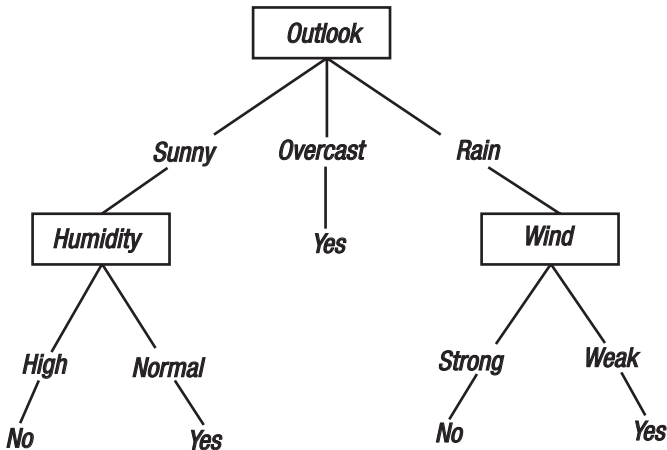 Outlook
Sunny
Overcast
Rain
Humidity
Yes
Wind
High
Normal
Strong
Weak
No
Yes
No
Yes